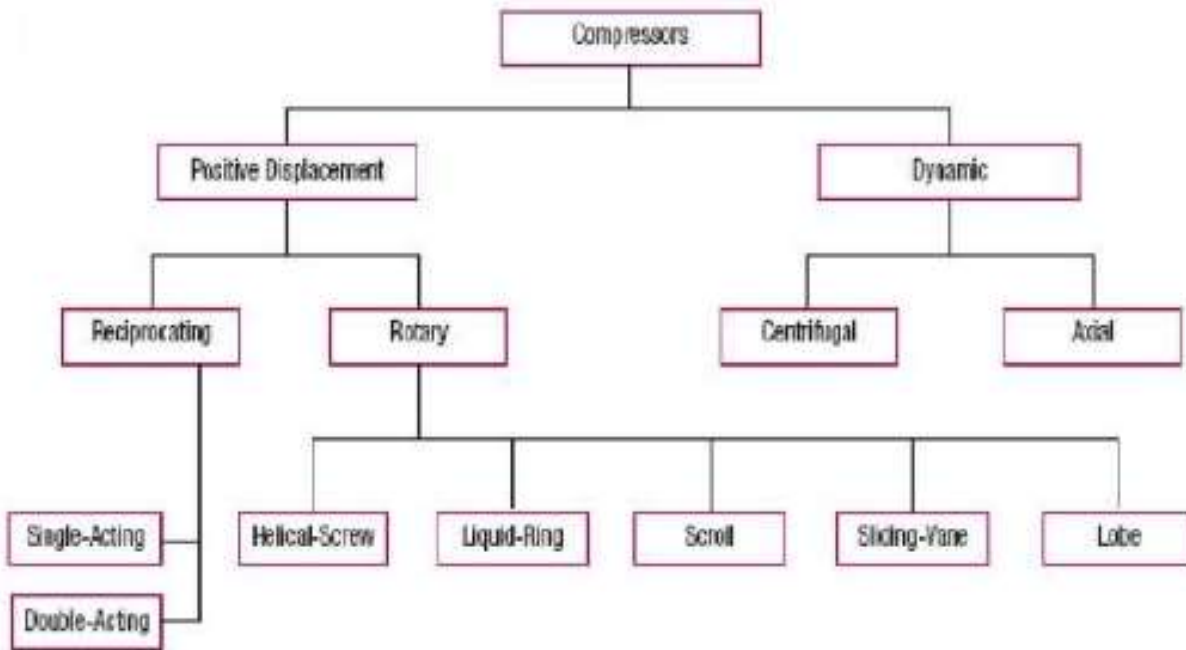 Compressors
Positive Displacement
Dynamic
Reciprocating
Rotary
Centrifugal
Axial
Single-Acting
Helical-Screw
Liquid-Ring
Scroll
Sliding-Vane
Lobe
Double-Acting